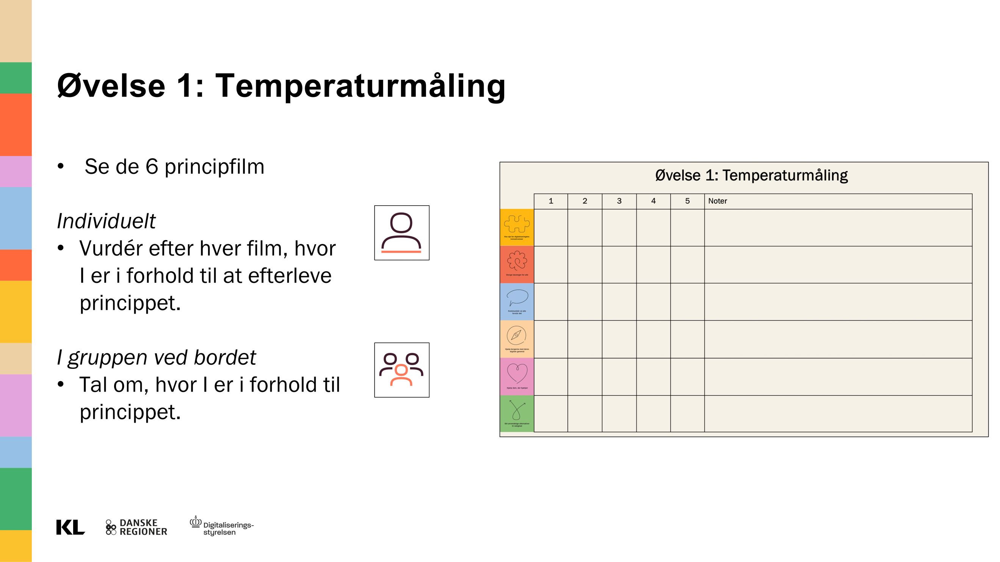 Øvelse 1: Temperaturmåling
• Se de 6 principfilm
Individuelt
• Vurdér efter hver film, hvor
I er i forhold til at efterleve
princippet.
I gruppen ved bordet
• Tal om, hvor I er i forhold til
princippet.
Øvelse 1: Temperaturmåling
1 2 3 4 5 Noter
Hav øje for digitaliseringens
konsekvenser
Design løsninger for alle
Kommunikér så alle
forstår det
Hjælp borgerne med deres
digitale gøremål
Hjælp dem, der hjælper
Stil anvendelige alternativer
til rådighed
KL
DANSKE
REGIONER
Digitaliserings-
styrelsen